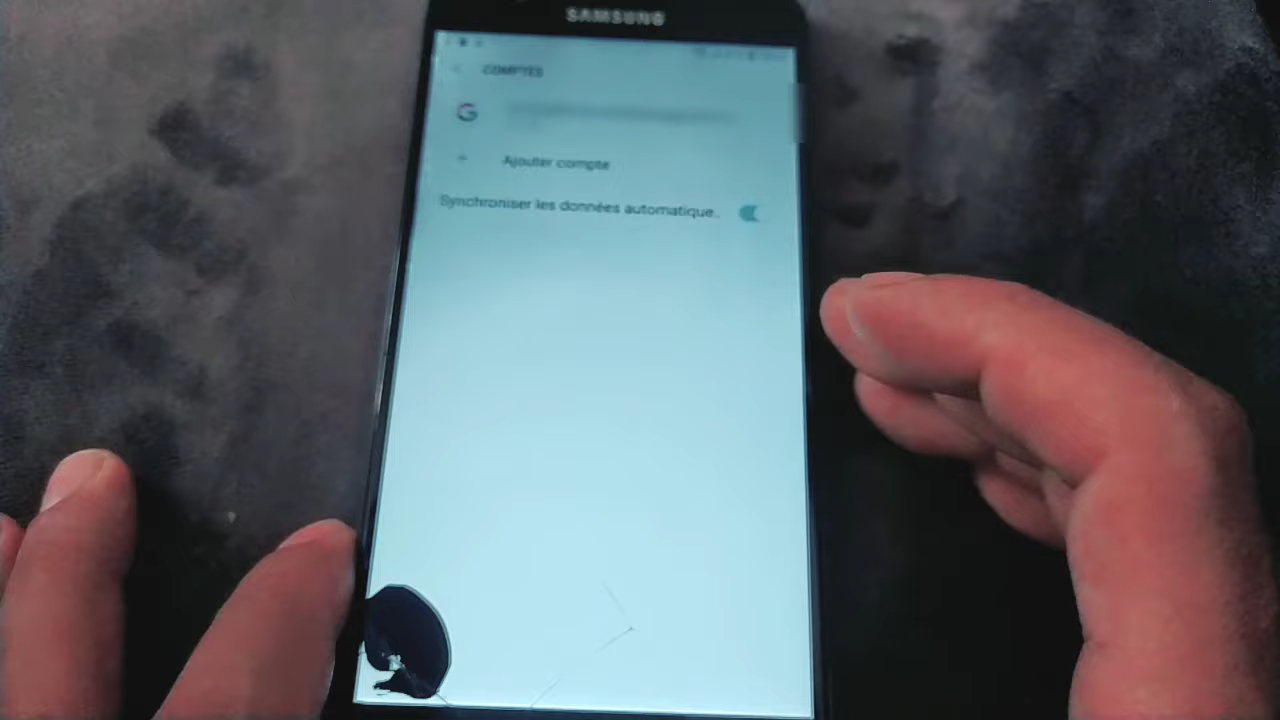 SAMSUNG
COMPTES
Ajouter compte
Synchroniser les données automatique..